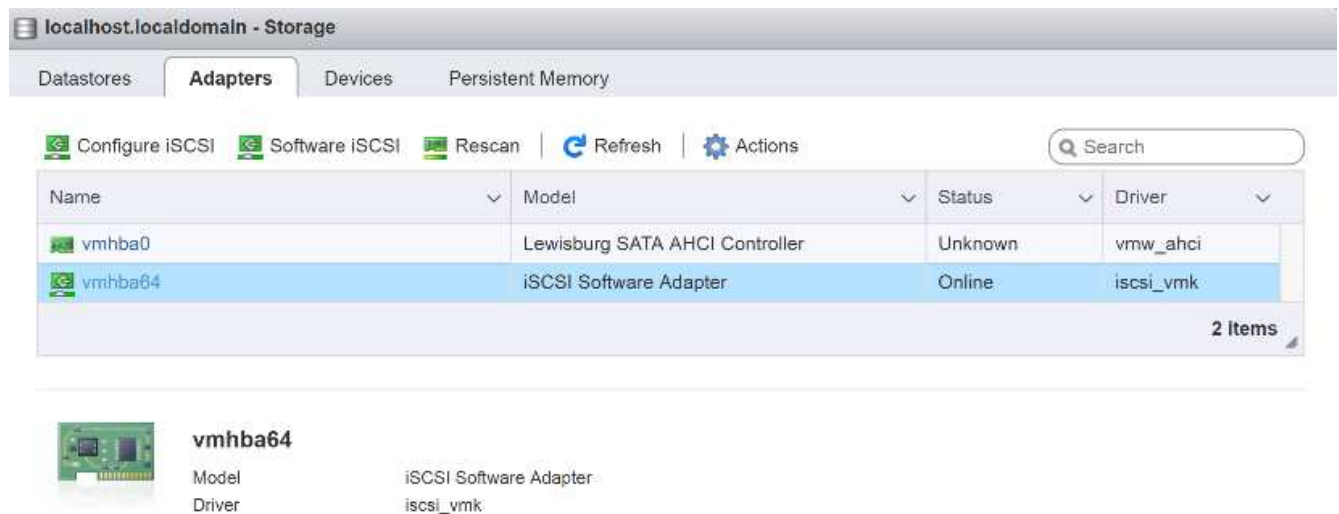 localhost.localdomain - Storage
Datastores Adapters Devices Persistent Memory
Configure iSCSI Software iSCSI Rescan Refresh Actions Search
Name Model Status Driver
vmhba0 Lewisburg SATA AHCI Controller Unknown vmw_ahci
vmhba64 iSCSI Software Adapter Online iscsi_vmk
2 items
vmhba64
Model iSCSI Software Adapter
Driver iscsi_vmk